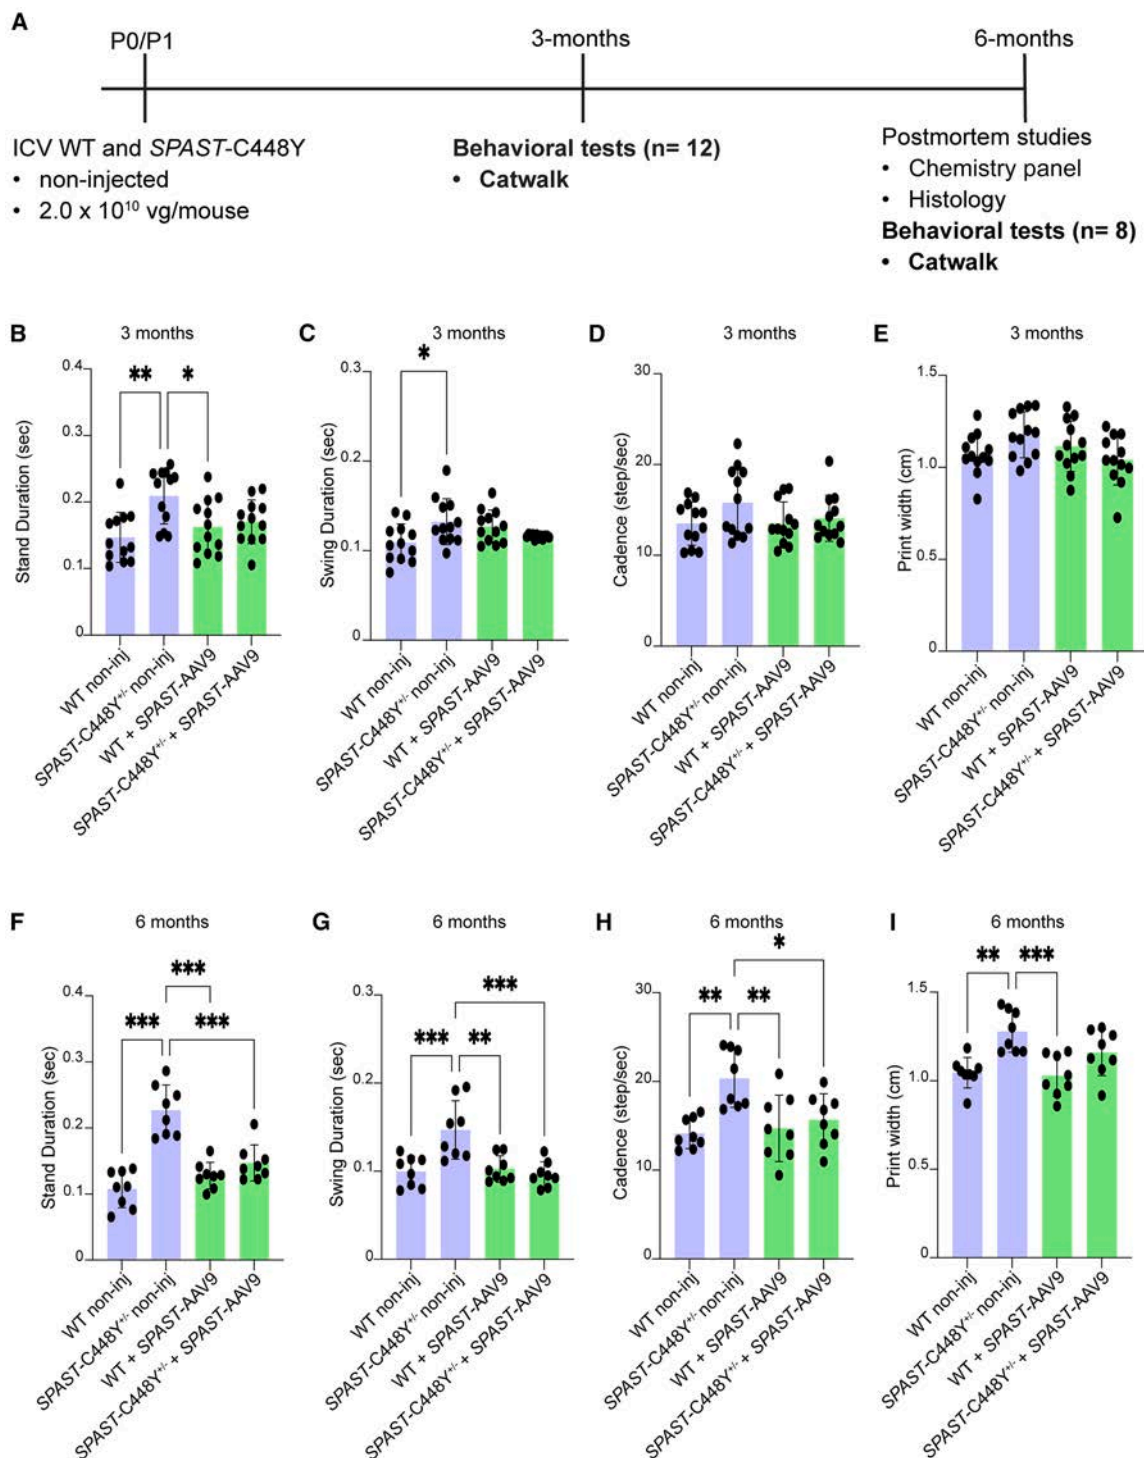 A
P0/P1
3-months
6-months
ICV WT and SPAST-C448Y
• non-injected
• 2.0 x 10¹⁰ vg/mouse
Behavioral tests (n= 12)
• Catwalk
Postmortem studies
• Chemistry panel
• Histology
Behavioral tests (n= 8)
• Catwalk
B
3 months
Stand Duration (sec)
0.4
0.3
0.2
0.1
0
** *
WT non-inj
SPAST-C448Y+/- non-inj
WT + SPAST-AAV9
SPAST-C448Y+/- + SPAST-AAV9
C
3 months
Swing Duration (sec)
0.3
0.2
0.1
0
*
WT non-inj
SPAST-C448Y+/- non-inj
WT + SPAST-AAV9
SPAST-C448Y+/- + SPAST-AAV9
D
3 months
Cadence (step/sec)
30
20
10
0
WT non-inj
SPAST-C448Y+/- non-inj
WT + SPAST-AAV9
SPAST-C448Y+/- + SPAST-AAV9
E
3 months
Print width (cm)
1.5
1.0
0.5
0
WT non-inj
SPAST-C448Y+/- non-inj
WT + SPAST-AAV9
SPAST-C448Y+/- + SPAST-AAV9
F
6 months
Stand Duration (sec)
0.4
0.3
0.2
0.1
0
***
*** ***
WT non-inj
SPAST-C448Y+/- non-inj
WT + SPAST-AAV9
SPAST-C448Y+/- + SPAST-AAV9
G
6 months
Swing Duration (sec)
0.3
0.2
0.1
0
***
*** **
WT non-inj
SPAST-C448Y+/- non-inj
WT + SPAST-AAV9
SPAST-C448Y+/- + SPAST-AAV9
H
6 months
Cadence (step/sec)
30
20
10
0
*
** **
WT non-inj
SPAST-C448Y+/- non-inj
WT + SPAST-AAV9
SPAST-C448Y+/- + SPAST-AAV9
I
6 months
Print width (cm)
1.5
1.0
0.5
0
** ***
WT non-inj
SPAST-C448Y+/- non-inj
WT + SPAST-AAV9
SPAST-C448Y+/- + SPAST-AAV9